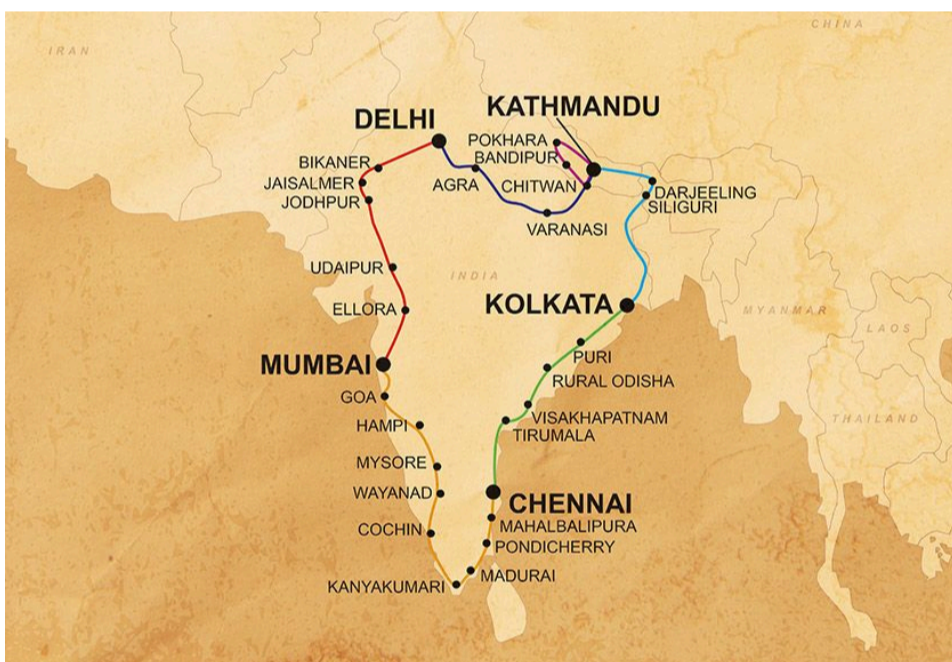 IRAN
CHINA
KATHMANDU
DELHI
POKHARA
BANDIPUR
BIKANER
JAISALMER
AGRA
CHITWAN
DARJEELING
JODHPUR
SILIGURI
VARANASI
UDAIPUR
INDIA
ELLORA
KOLKATA
MYANMAR
LAOS
PURI
MUMBAI
RURAL ODISHA
GOA
VISAKHAPATNAM
THAILAND
HAMPI
TIRUMALA
MYSORE
WAYANAD
CHENNAI
MAHALBALIPURA
COCHIN
PONDICHERRY
MADURAI
KANYAKUMARI